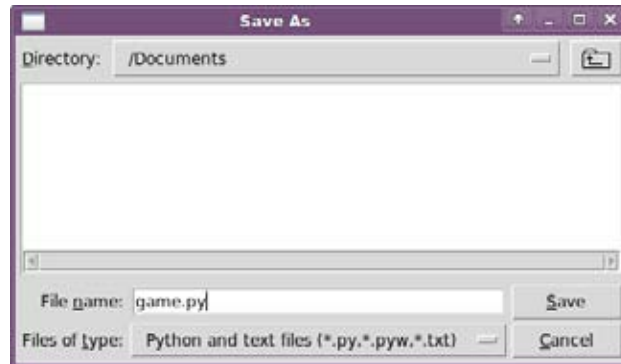 Save As
Directory: /Documents
File name: game.py
Save
Files of type: Python and text files (*.py,*.pyw,*.txt)
Cancel